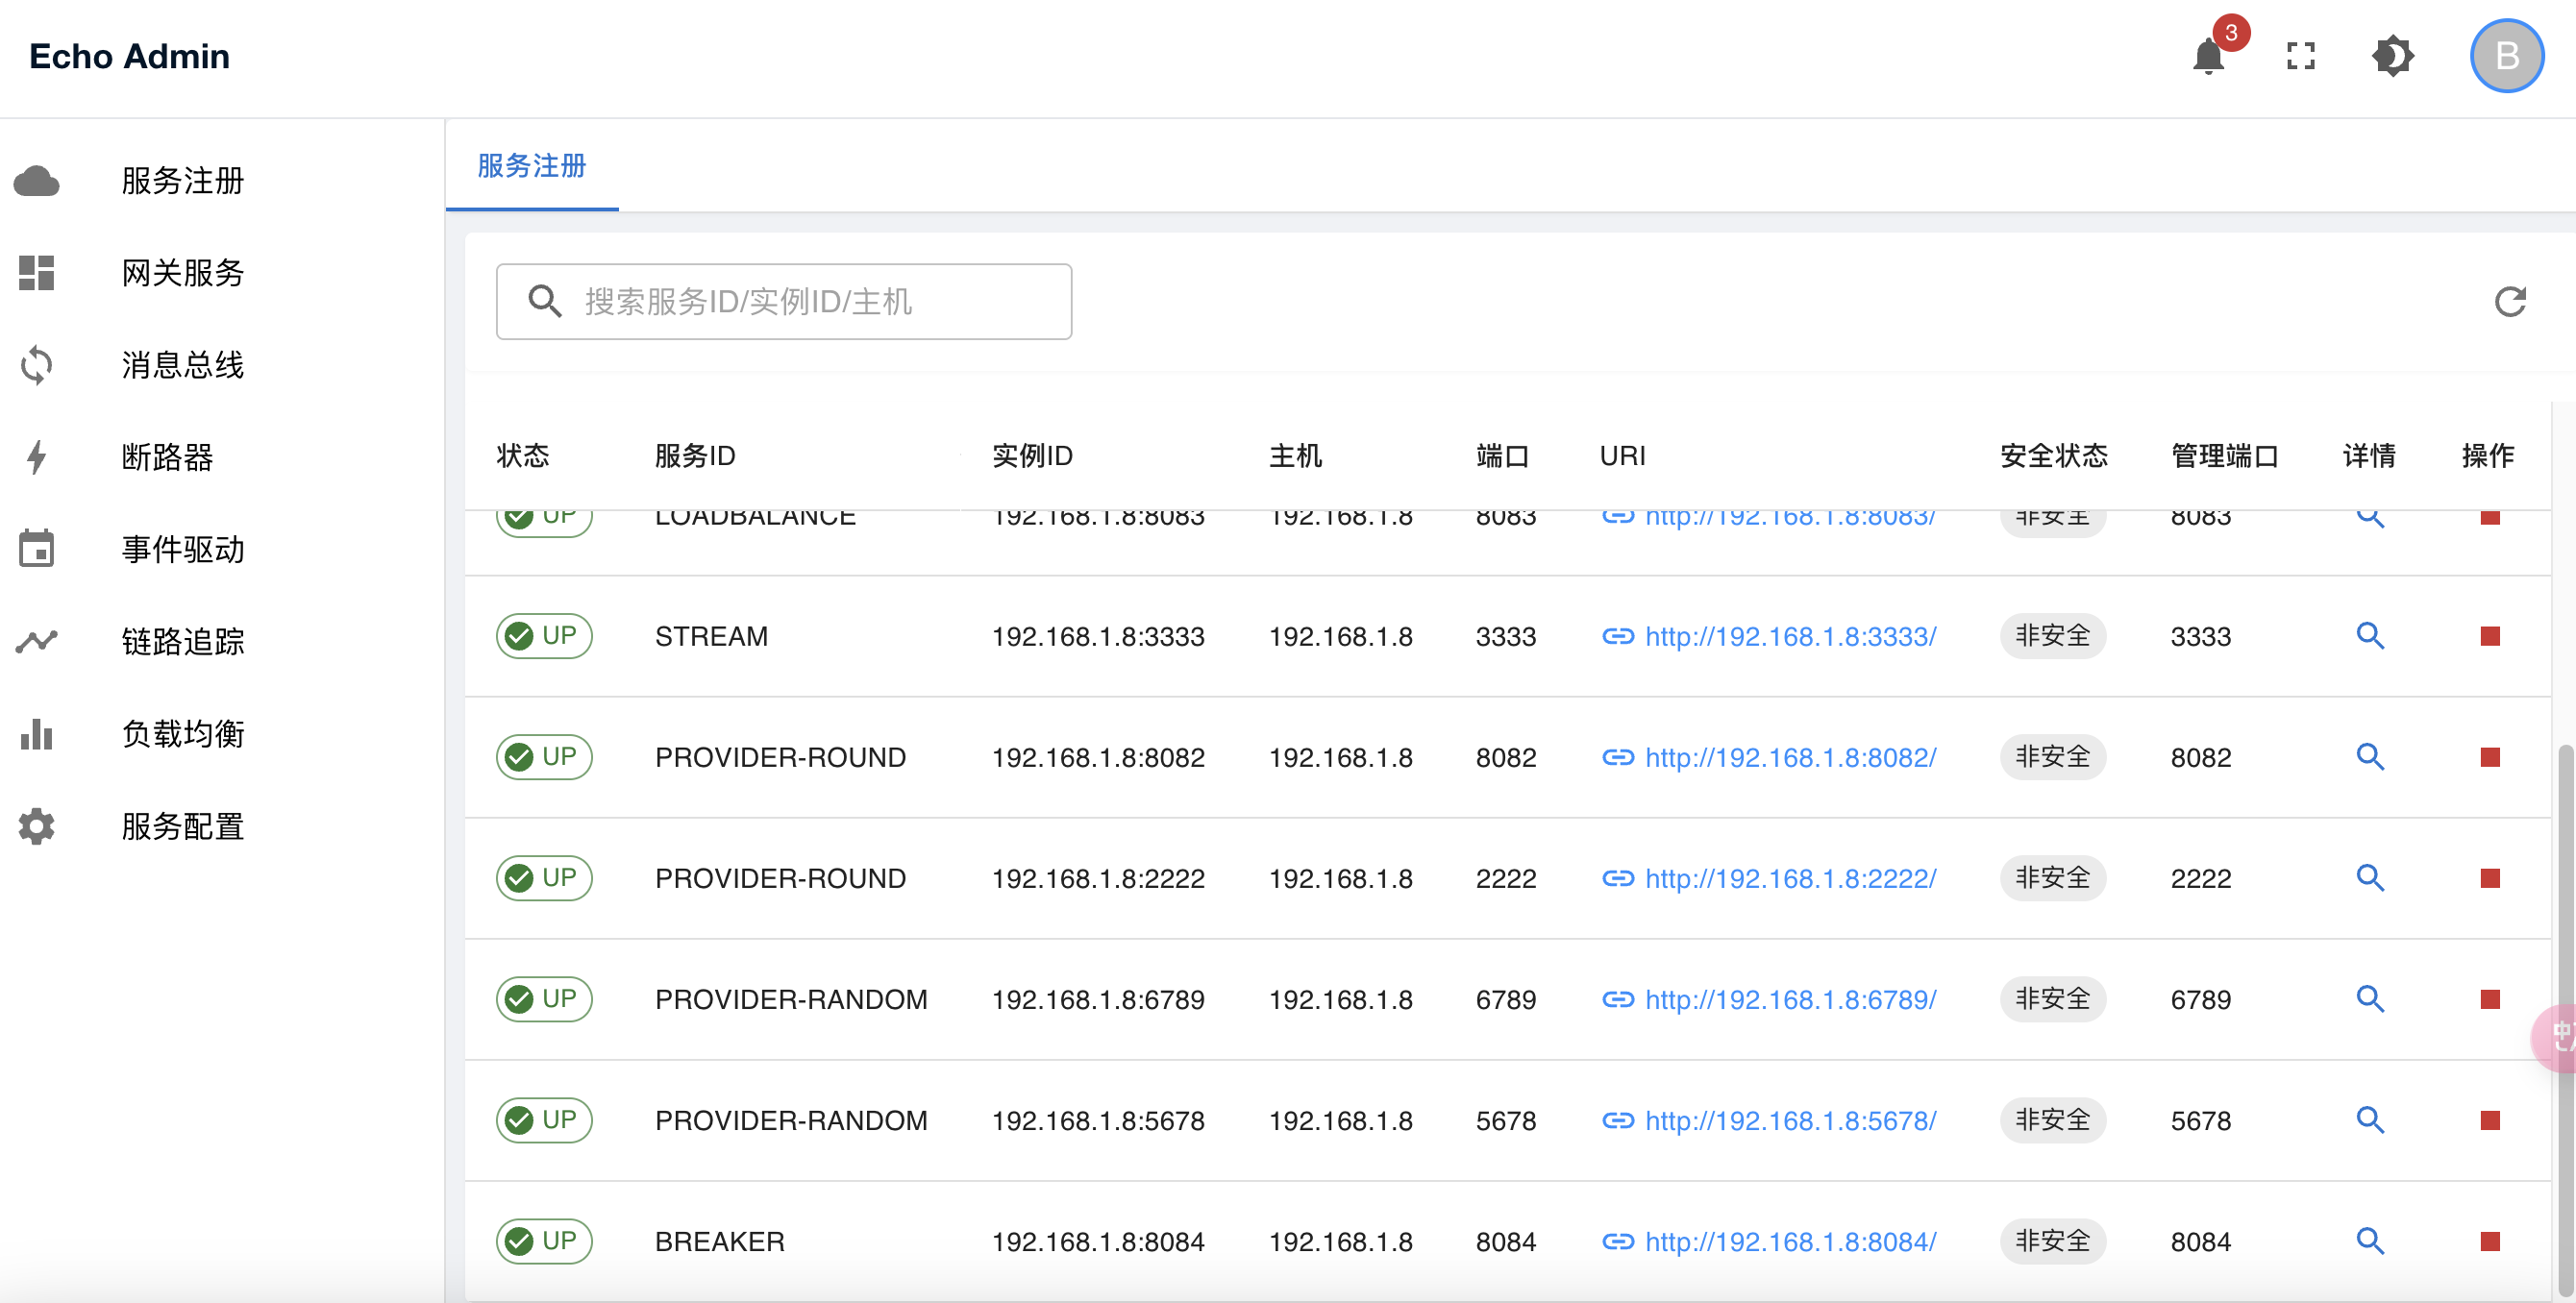 Echo Admin
3
B
服务注册
网关服务
消息总线
断路器
事件驱动
链路追踪
负载均衡
服务配置
服务注册
搜索服务ID/实例ID/主机
状态 服务ID 实例ID 主机 端口 URI 安全状态 管理端口 详情 操作
UP LOADBALANCE 192.168.1.8:8083 192.168.1.8 8083 http://192.168.1.8:8083/ 非安全 8083
UP STREAM 192.168.1.8:3333 192.168.1.8 3333 http://192.168.1.8:3333/ 非安全 3333
UP PROVIDER-ROUND 192.168.1.8:8082 192.168.1.8 8082 http://192.168.1.8:8082/ 非安全 8082
UP PROVIDER-ROUND 192.168.1.8:2222 192.168.1.8 2222 http://192.168.1.8:2222/ 非安全 2222
UP PROVIDER-RANDOM 192.168.1.8:6789 192.168.1.8 6789 http://192.168.1.8:6789/ 非安全 6789
UP PROVIDER-RANDOM 192.168.1.8:5678 192.168.1.8 5678 http://192.168.1.8:5678/ 非安全 5678
UP BREAKER 192.168.1.8:8084 192.168.1.8 8084 http://192.168.1.8:8084/ 非安全 8084